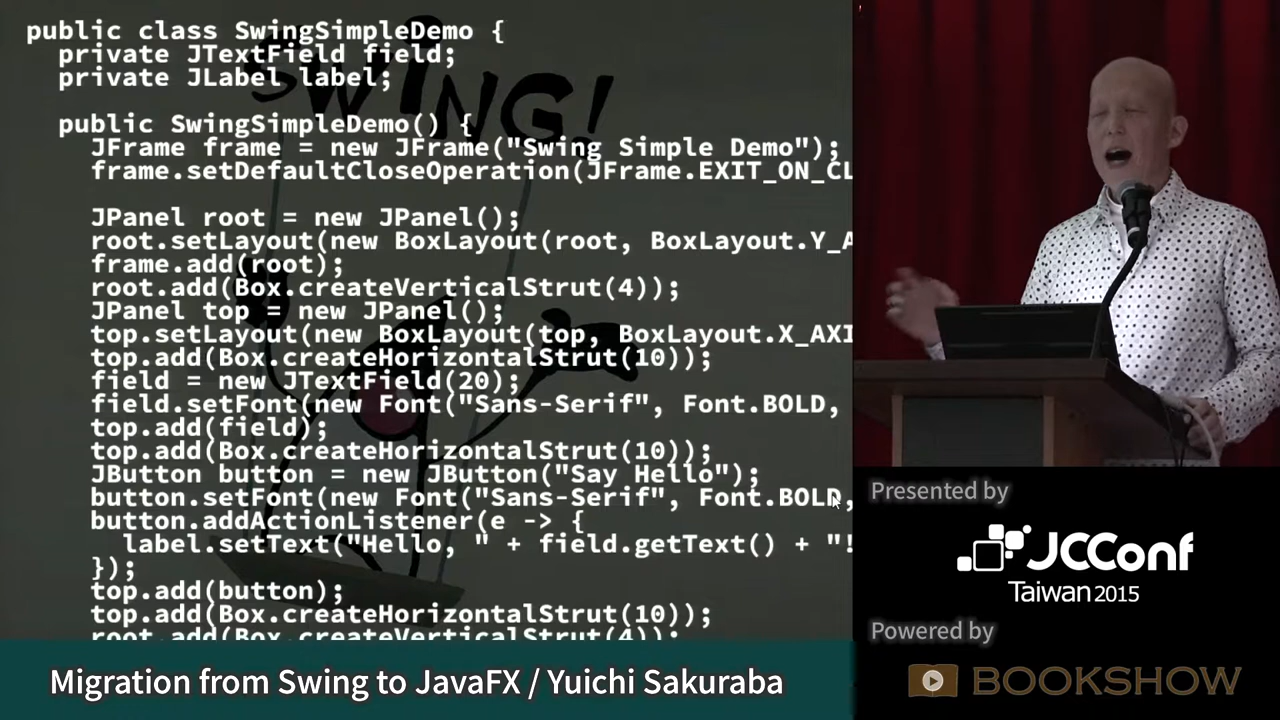 public class SwingSimpleDemo {
private JTextField field;
private JLabel label;
SWING!
public SwingSimpleDemo() {
JFrame frame = new JFrame("Swing Simple Demo");
frame.setDefaultCloseOperation(JFrame.EXIT_ON_CL
JPanel root = new JPanel();
root.setLayout(new BoxLayout(root, BoxLayout.Y_A
frame.add(root);
root.add(Box.createVerticalStrut(4));
JPanel top = new JPanel();
top.setLayout(new BoxLayout(top, BoxLayout.X_AXI
top.add(Box.createHorizontalStrut(10));
field = new JTextField(20);
field.setFont(new Font("Sans-Serif", Font.BOLD,
top.add(field);
top.add(Box.createHorizontalStrut(10));
JButton button = new JButton("Say Hello");
button.setFont(new Font("Sans-Serif", Font.BOLD,
button.addActionListener(e -> {
label.setText("Hello, " + field.getText() + "!
});
top.add(button);
top.add(Box.createHorizontalStrut(10));
root.add(Box.createVerticalStrut(4));
Migration from Swing to JavaFX / Yuichi Sakuraba
Presented by
JCConf
Taiwan 2015
Powered by
BOOKSHOW